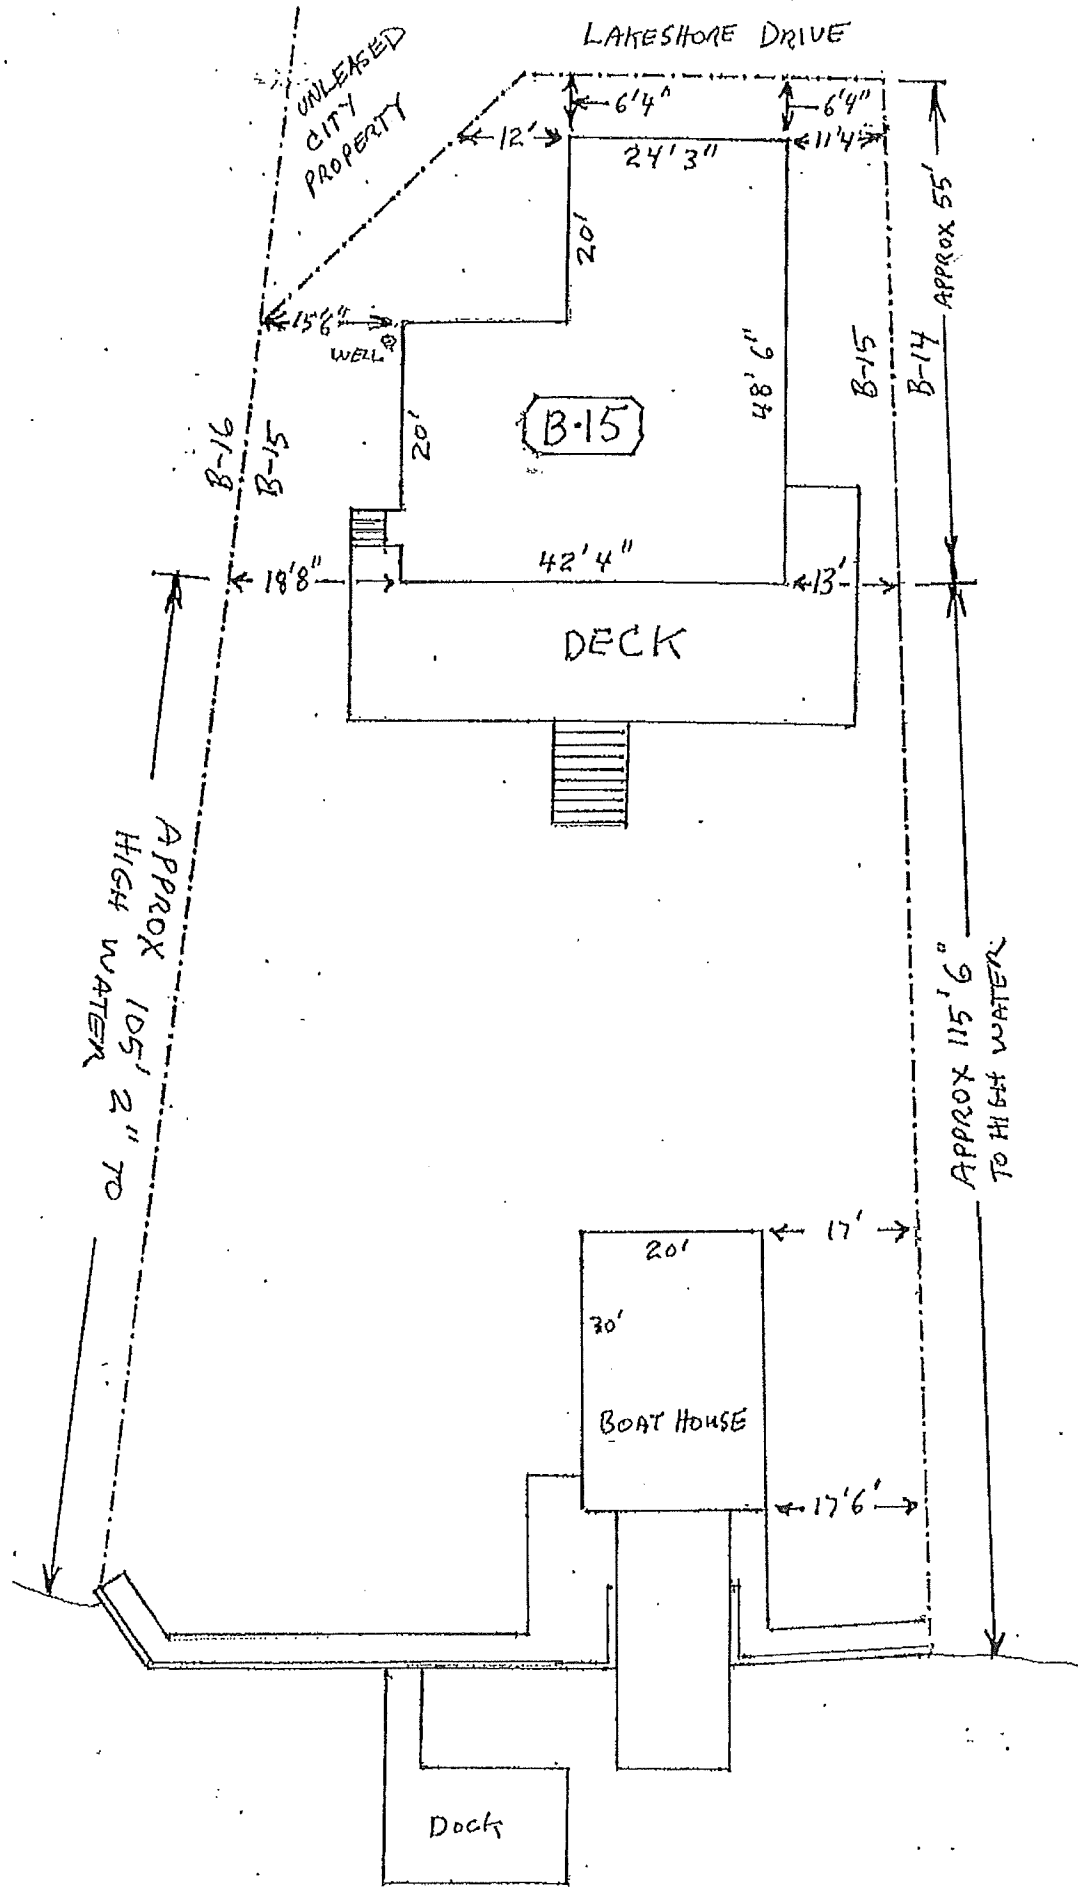 LAKESHORE DRIVE
UNLEASED
CITY
PROPERTY
6'4"
6'4"
12'
11'4"
24'3"
20'
APPROX 55'
15'6"
WELL
48'6"
B-15
B-14
B-16
B-15
20'
B-15
42'4"
18'8"
13'
DECK
APPROX 105' 2" TO
HIGH WATER
APPROX 115'6"
TO HIGH WATER
17'
20'
30'
BOAT HOUSE
17'6'
DOCK